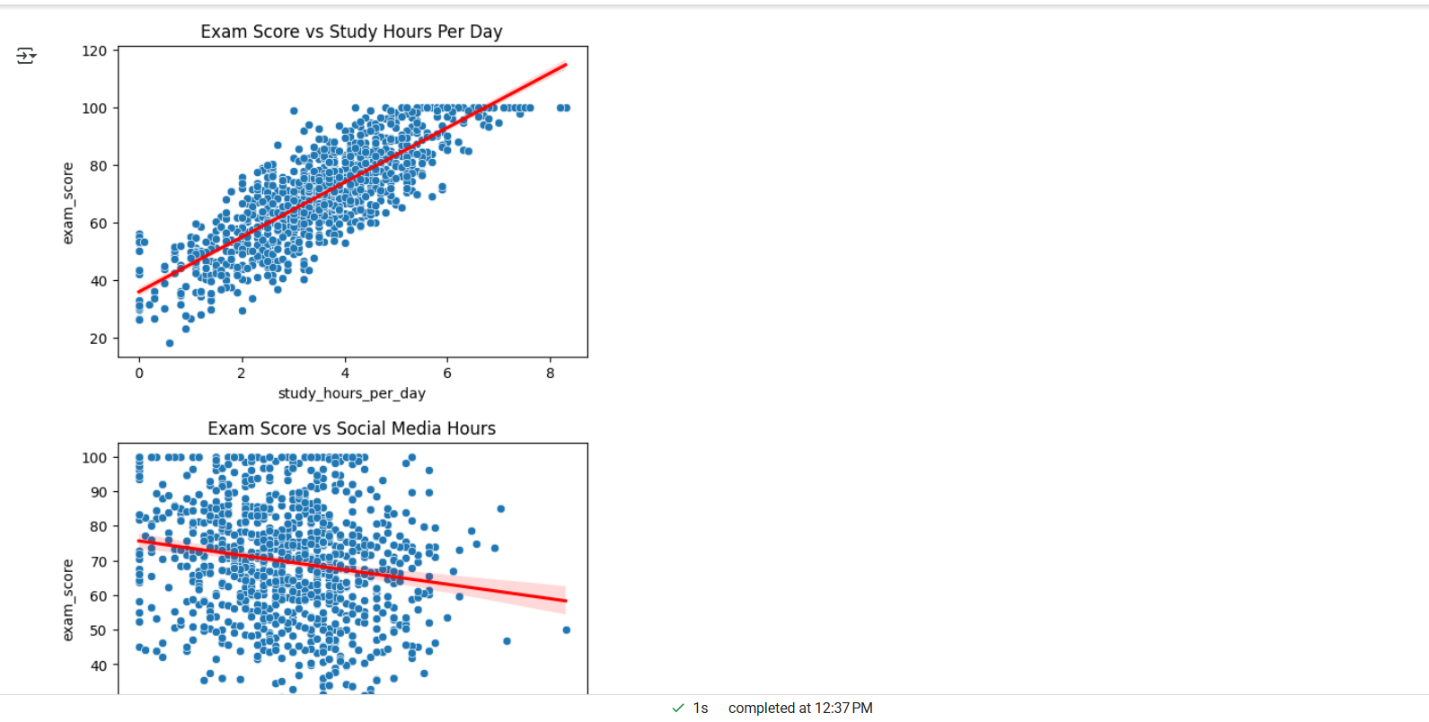 Exam Score vs Study Hours Per Day
120
100
80
60
40
20
exam_score
0 2 4 6 8
study_hours_per_day
Exam Score vs Social Media Hours
100
90
80
70
60
50
40
exam_score
1s completed at 12:37 PM